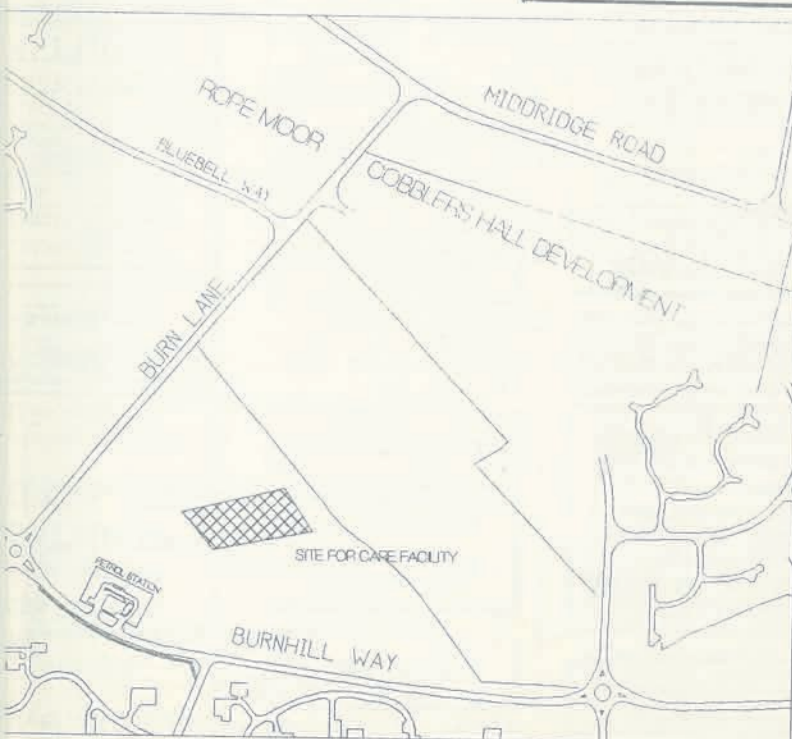 ROPE MOOR
MIDDRIDGE ROAD
BLUEBELL WAY
COBBLERS HALL DEVELOPMENT
BURN LANE
SITE FOR CARE FACILITY
PETROL STATION
BURNHILL WAY